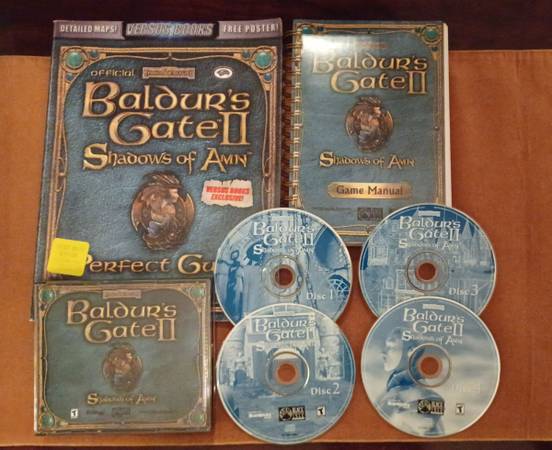 DETAILED MAPS!
VERSUS BOOKS
FREE POSTER!
OFFICIAL
Baldur's
Gate II
Shadows of Amn
VERSUS BOOKS
EXCLUSIVE!
Perfect Gu
Baldur's
Gate II
Shadows of Amn
Game Manual
Baldur's
Gate II
Shadows of Amn
T
Baldur's
Gate II
Shadows of Amn
Disc 1
Baldur's
Gate II
Shadows of Amn
Disc 3
Baldur's
Gate II
Disc 2
T
Baldur's
Gate II
Shadows of Amn
T